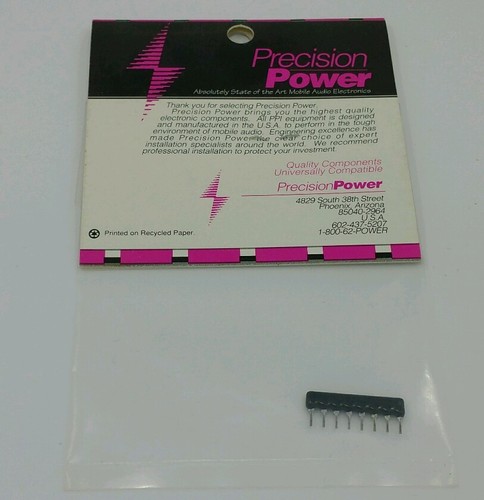 Precision
Power
Absolutely State of the Art Mobile Audio Electronics
Thank you for selecting Precision Power.
Precision Power brings you the highest quality
electronic components. All PPI equipment is designed
and manufactured in the U.S.A. to perform in the tough
environment of mobile audio. Engineering excellence has
made Precision Power the clear choice of expert
installation specialists around the world. We recommend
professional installation to protect your investment.
Quality Components
Universally Compatible
PrecisionPower
4829 South 38th Street
Phoenix, Arizona
85040-2964
U.S.A.
602-437-5207
1-800-62-POWER
Printed on Recycled Paper